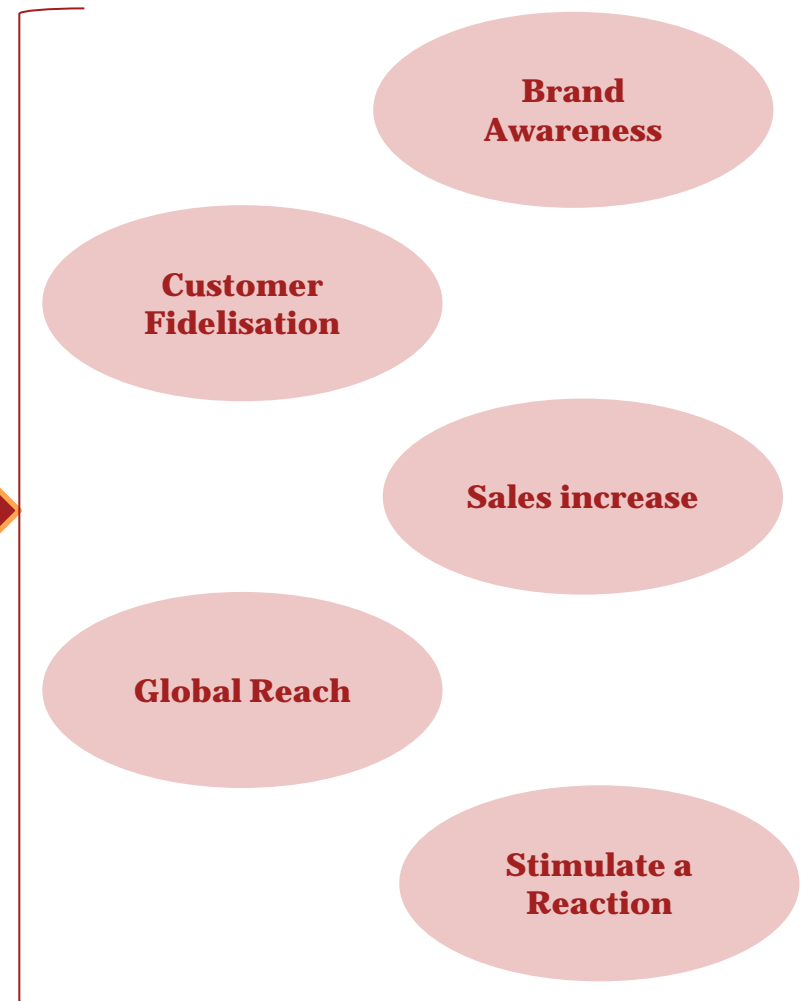 Brand
Awareness
Customer
Fidelisation
Sales increase
Global Reach
Stimulate a
Reaction